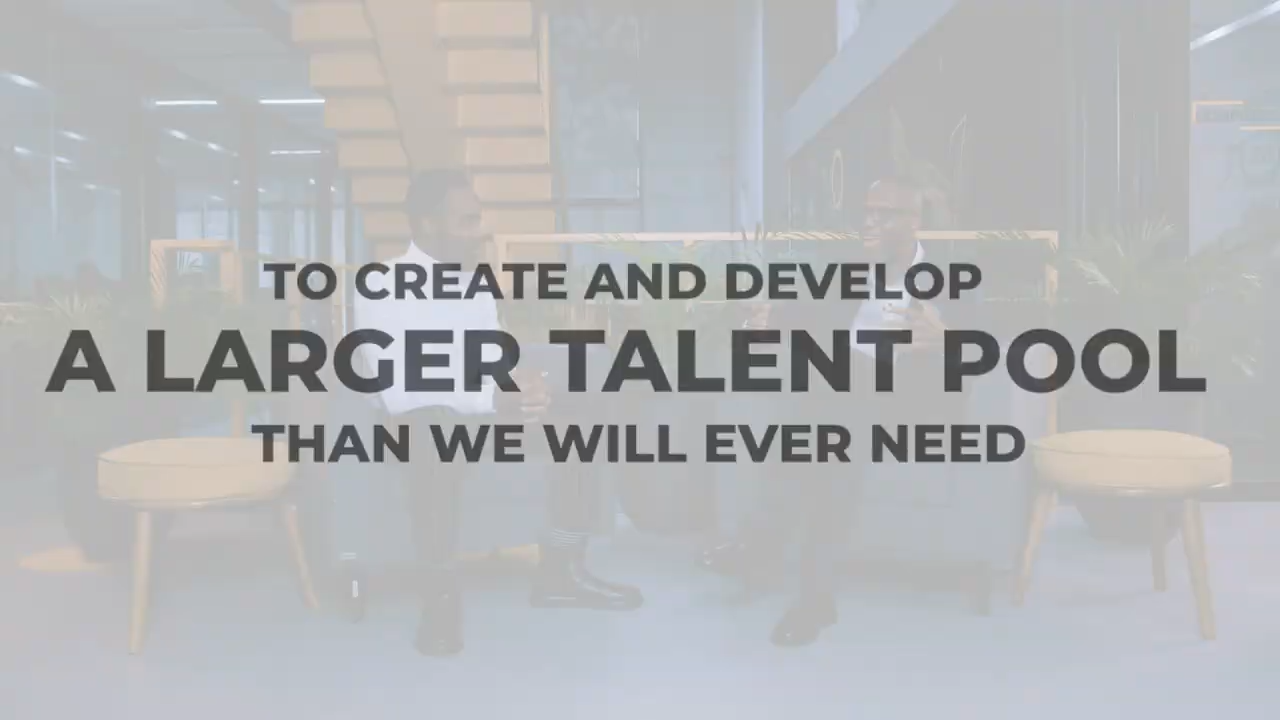 TO CREATE AND DEVELOP
A LARGER TALENT POOL
THAN WE WILL EVER NEED